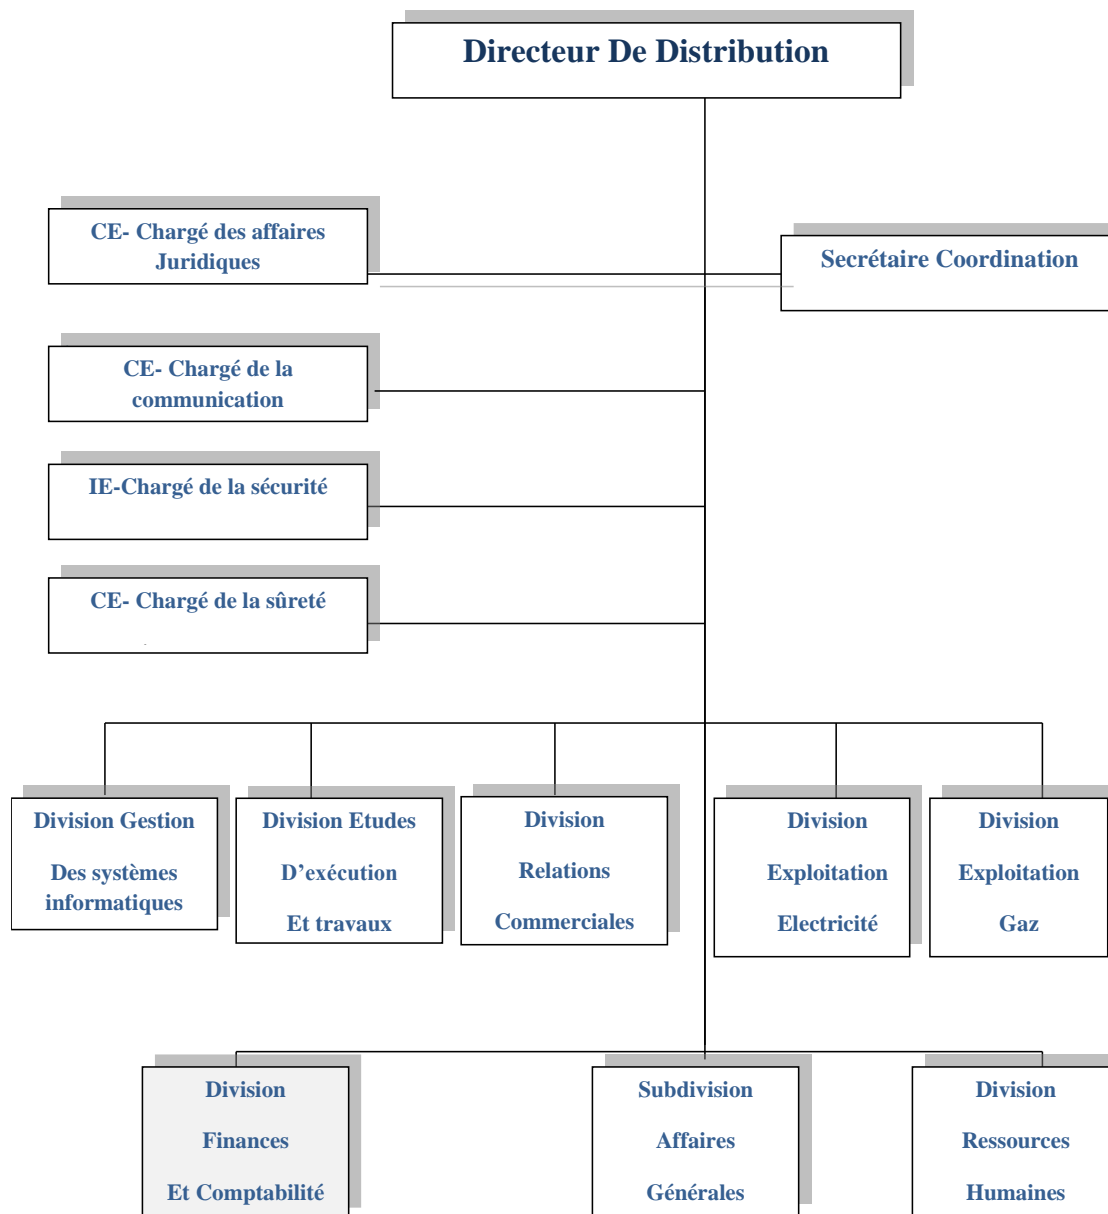 Directeur De Distribution
CE- Chargé des affaires
Juridiques
Secrétaire Coordination
CE- Chargé de la
communication
IE-Chargé de la sécurité
CE- Chargé de la sûreté
Division Gestion
Des systèmes
informatiques
Division Etudes
D’exécution
Et travaux
Division
Relations
Commerciales
Division
Exploitation
Electricité
Division
Exploitation
Gaz
Division
Finances
Et Comptabilité
Subdivision
Affaires
Générales
Division
Ressources
Humaines